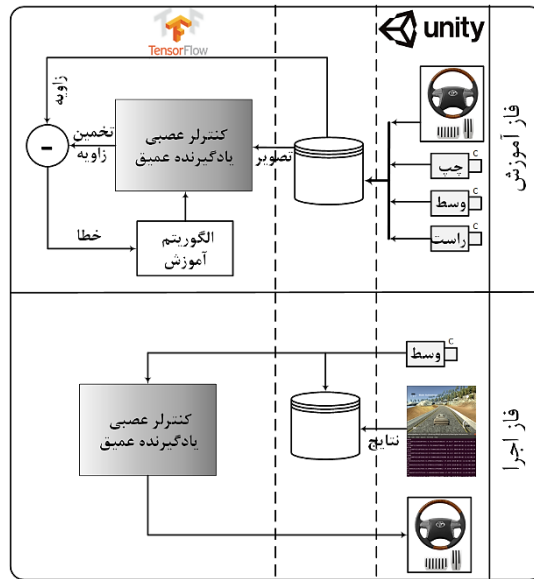 TensorFlow
unity
فاز آموزش
زاویه
کنترلر عصبی
یادگیرنده عمیق
تخمین
زاویه
تصویر
-
خطا
الگوریتم
آموزش
C
چپ
C
وسط
C
راست
فاز اجرا
C
وسط
کنترلر عصبی
یادگیرنده عمیق
نتایج